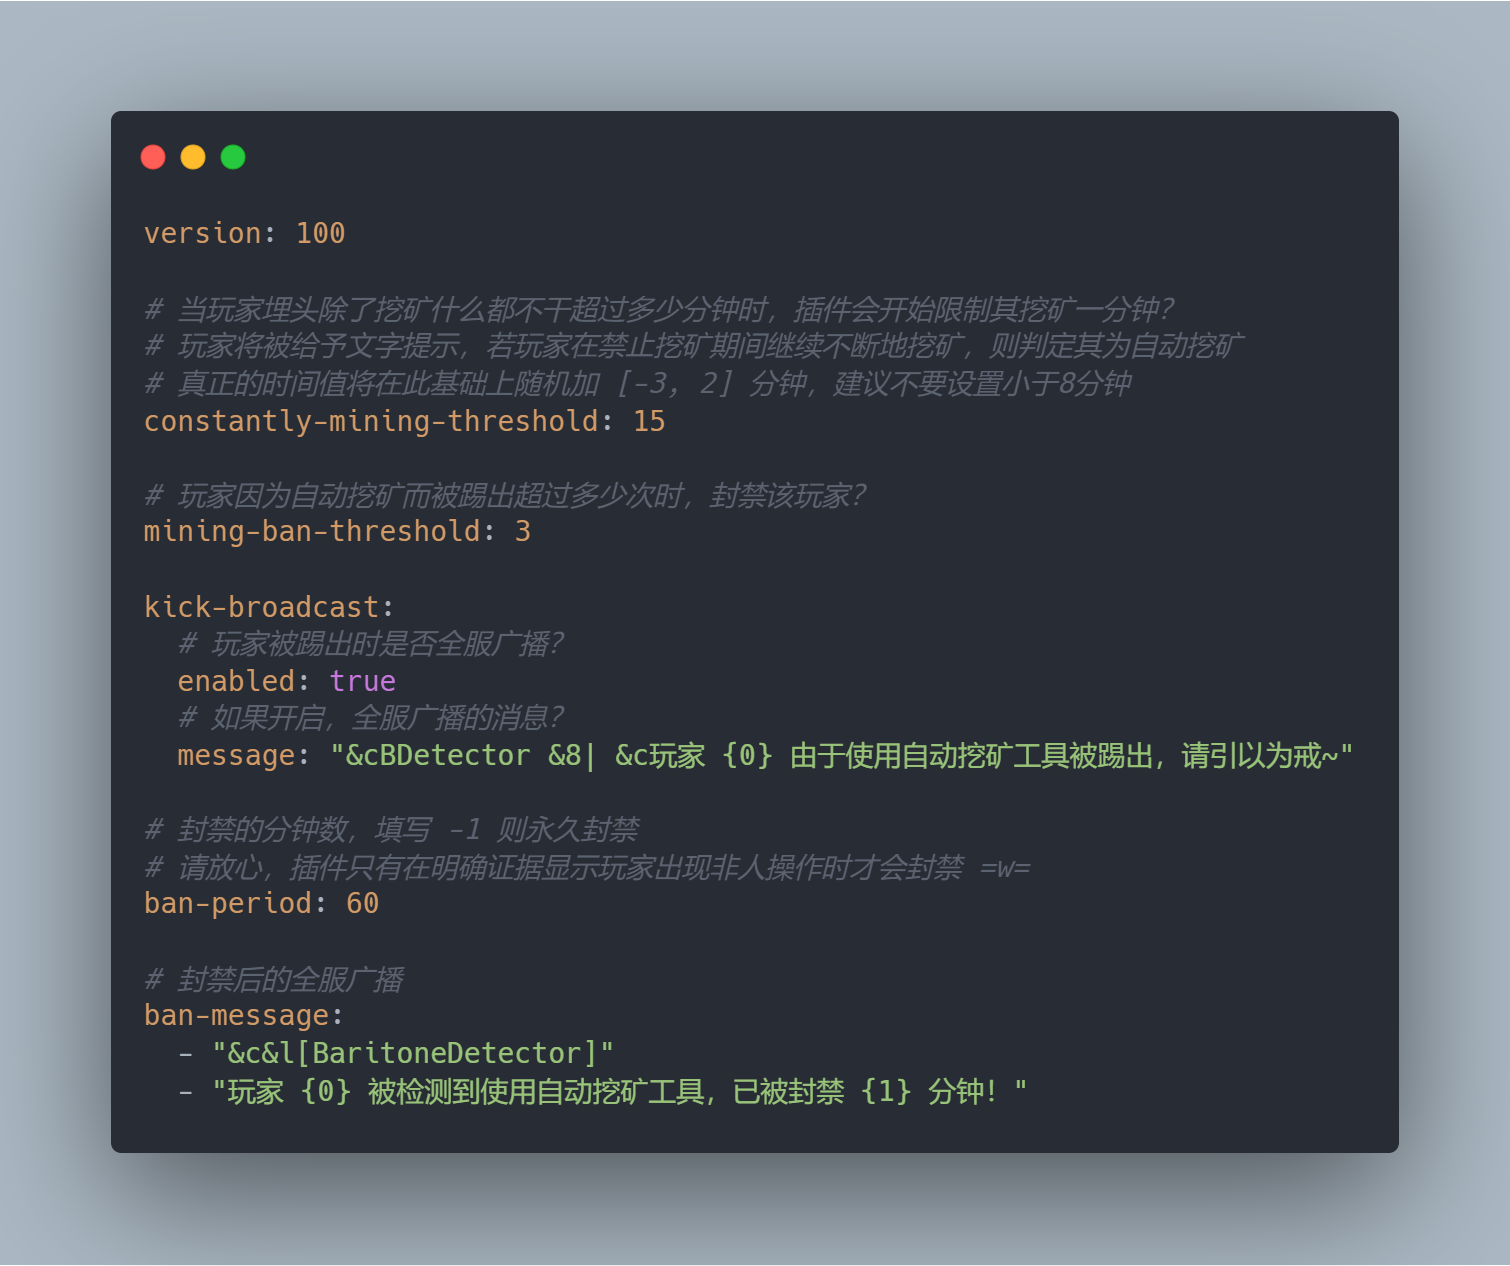 version: 100
# 当玩家埋头除了挖矿什么都不干超过多少分钟时，插件会开始限制其挖矿一分钟？
# 玩家将被给予文字提示，若玩家在禁止挖矿期间继续不断地挖矿，则判定其为自动挖矿
# 真正的时间值将在此基础上随机加 [-3, 2] 分钟，建议不要设置小于8分钟
constantly-mining-threshold: 15
# 玩家因为自动挖矿而被踢出超过多少次时，封禁该玩家？
mining-ban-threshold: 3
kick-broadcast:
  # 玩家被踢出时是否全服广播？
  enabled: true
  # 如果开启，全服广播的消息？
  message: "&cBDetector &8| &c玩家 {0} 由于使用自动挖矿工具被踢出，请引以为戒~"
# 封禁的分钟数，填写 -1 则永久封禁
# 请放心，插件只有在明确证据显示玩家出现非人操作时才会封禁 =w=
ban-period: 60
# 封禁后的全服广播
ban-message:
  - "&c&l[BaritoneDetector]"
  - "玩家 {0} 被检测到使用自动挖矿工具，已被封禁 {1} 分钟！"